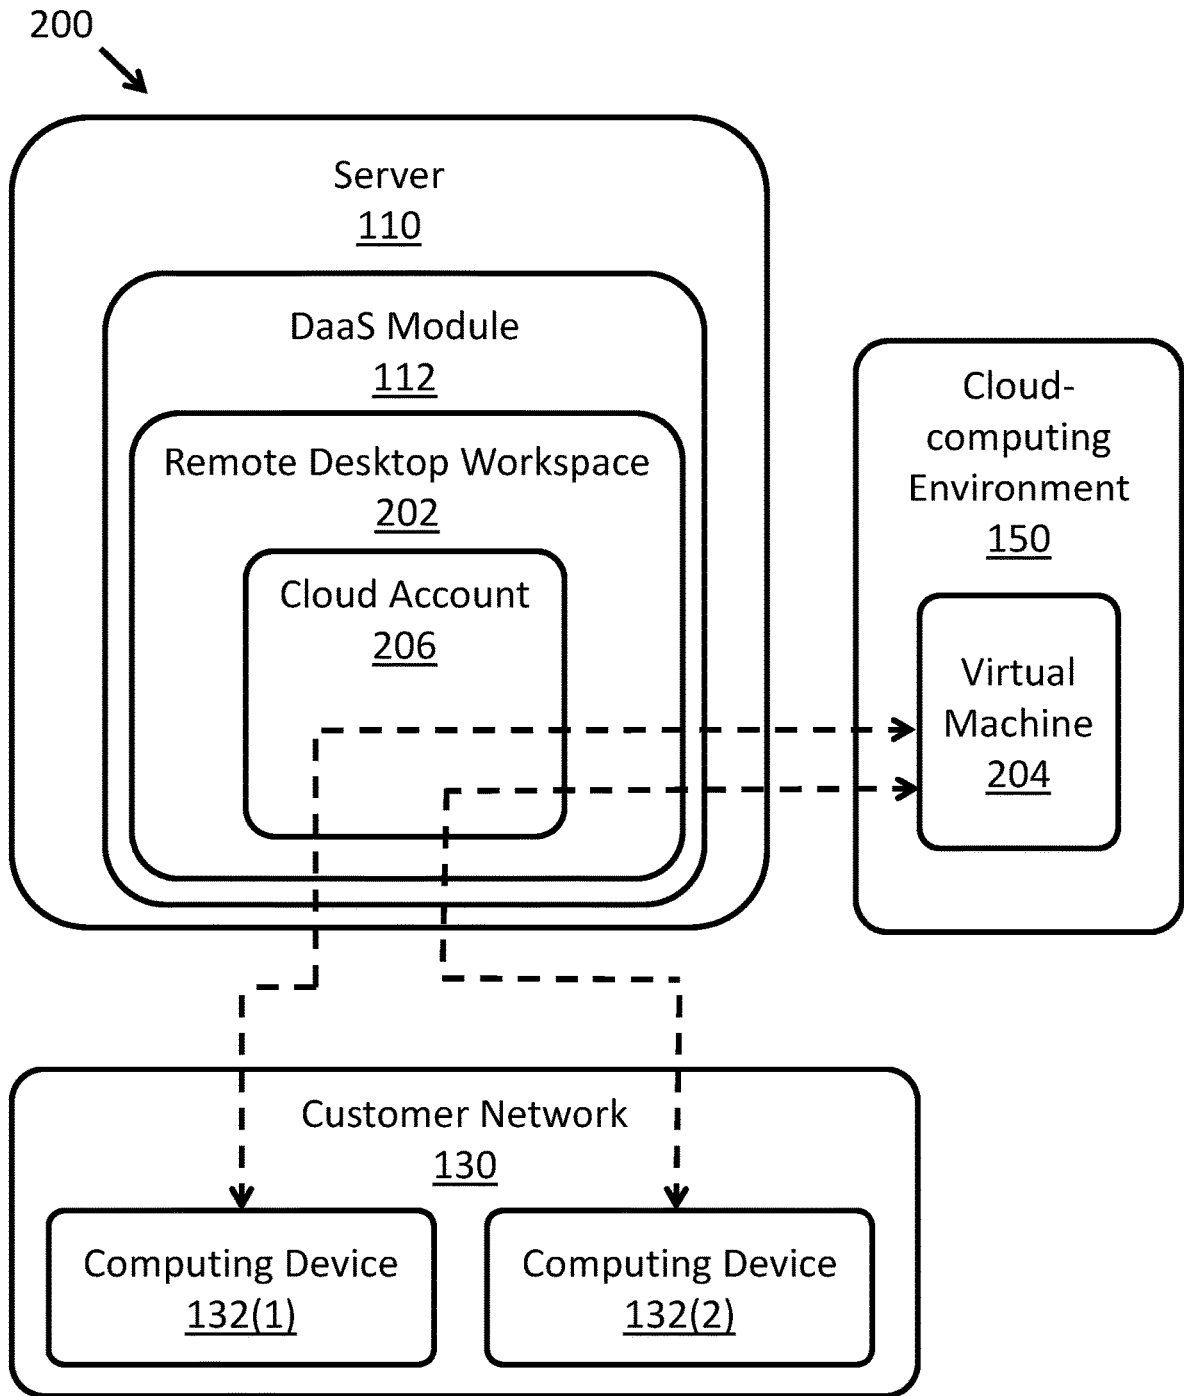 200
Server
110
DaaS Module
112
Remote Desktop Workspace
202
Cloud Account
206
Cloud-
computing
Environment
150
Virtual
Machine
204
Customer Network
130
Computing Device
132(1)
Computing Device
132(2)